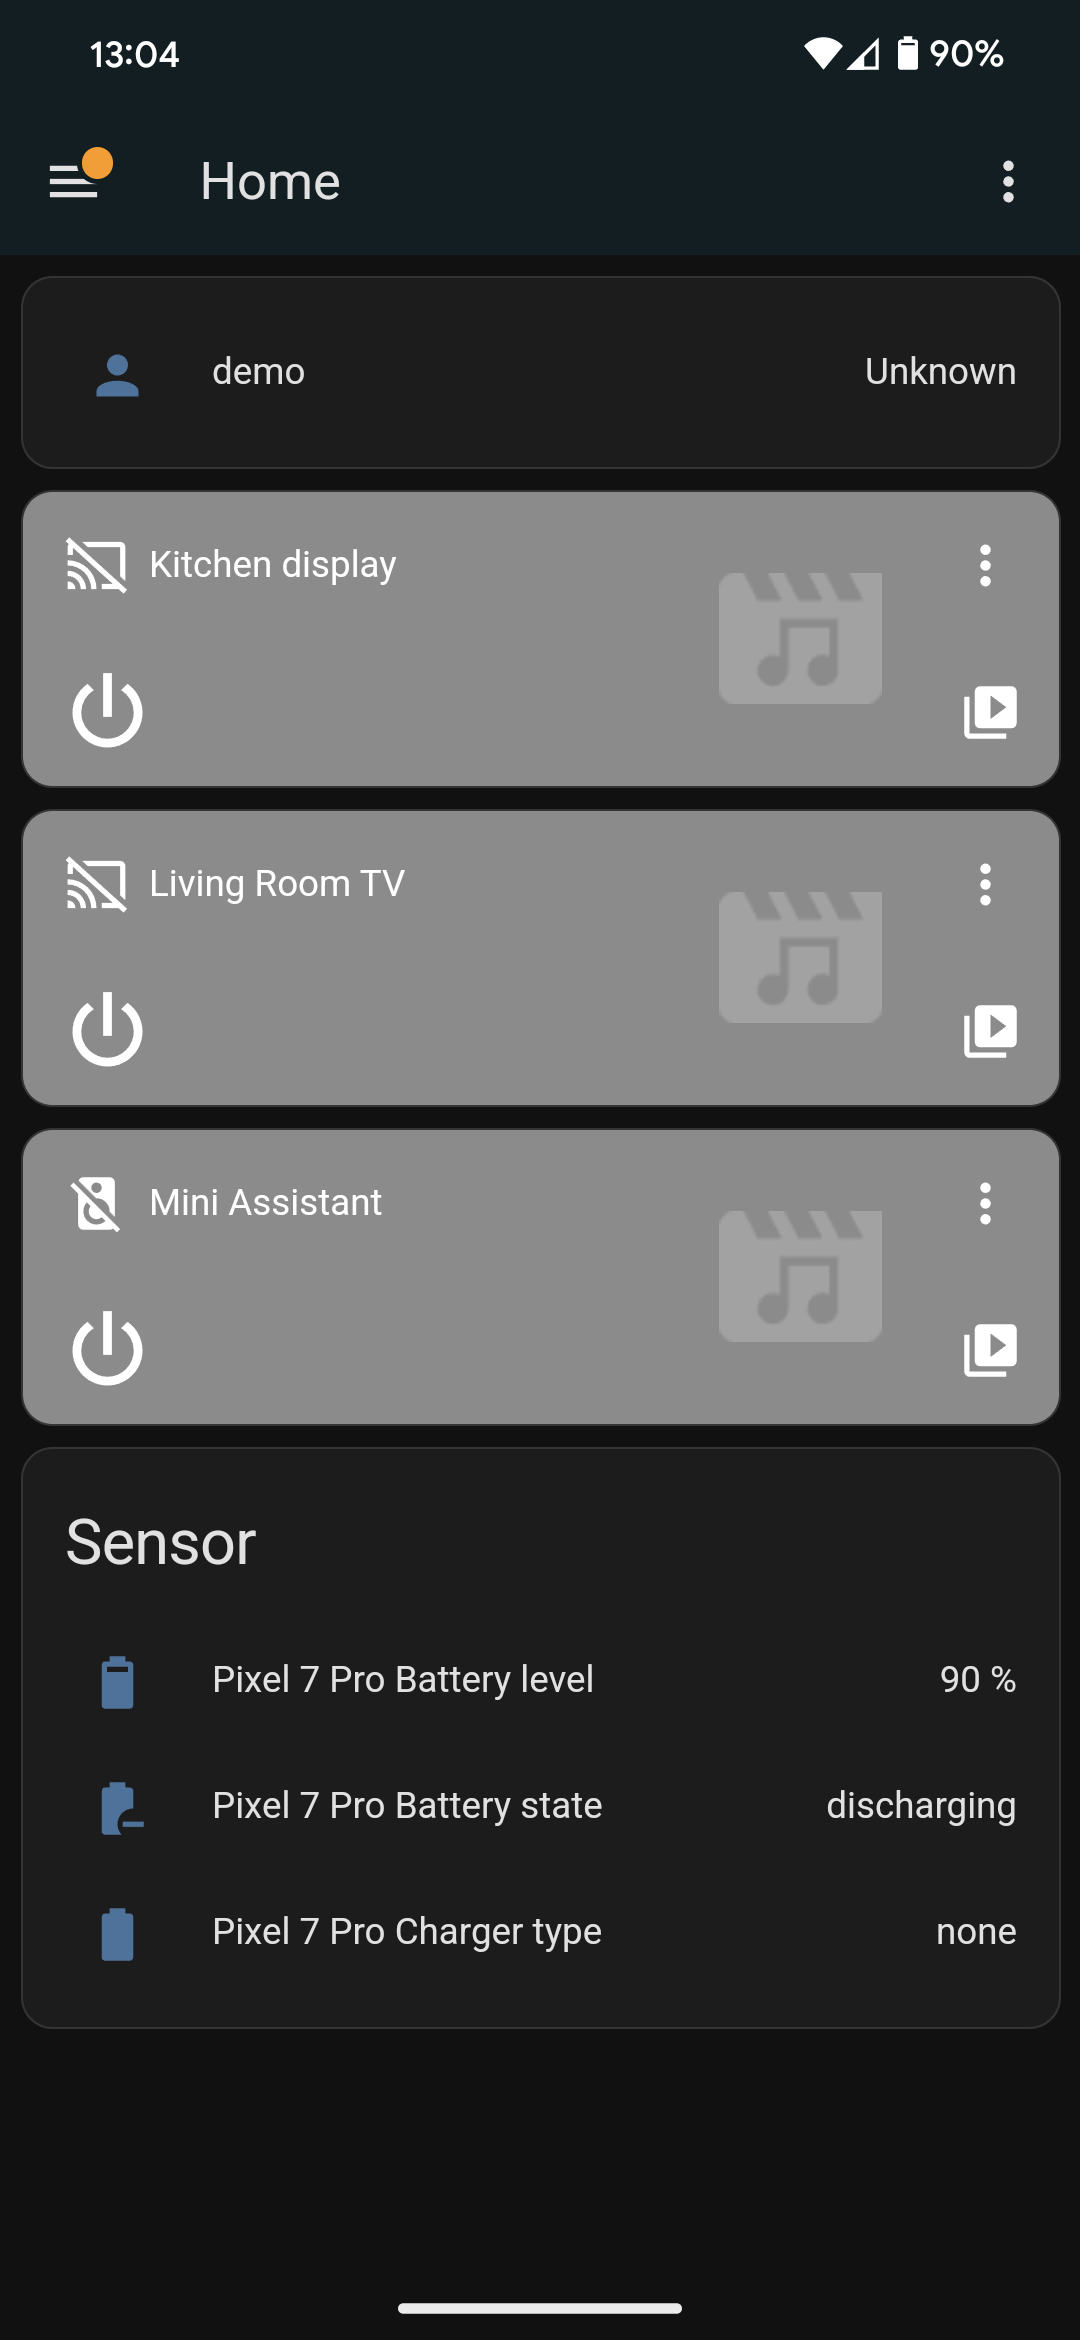 13:04 90%
Home
demo Unknown
Kitchen display
Living Room TV
Mini Assistant
Sensor
Pixel 7 Pro Battery level 90 %
Pixel 7 Pro Battery state discharging
Pixel 7 Pro Charger type none